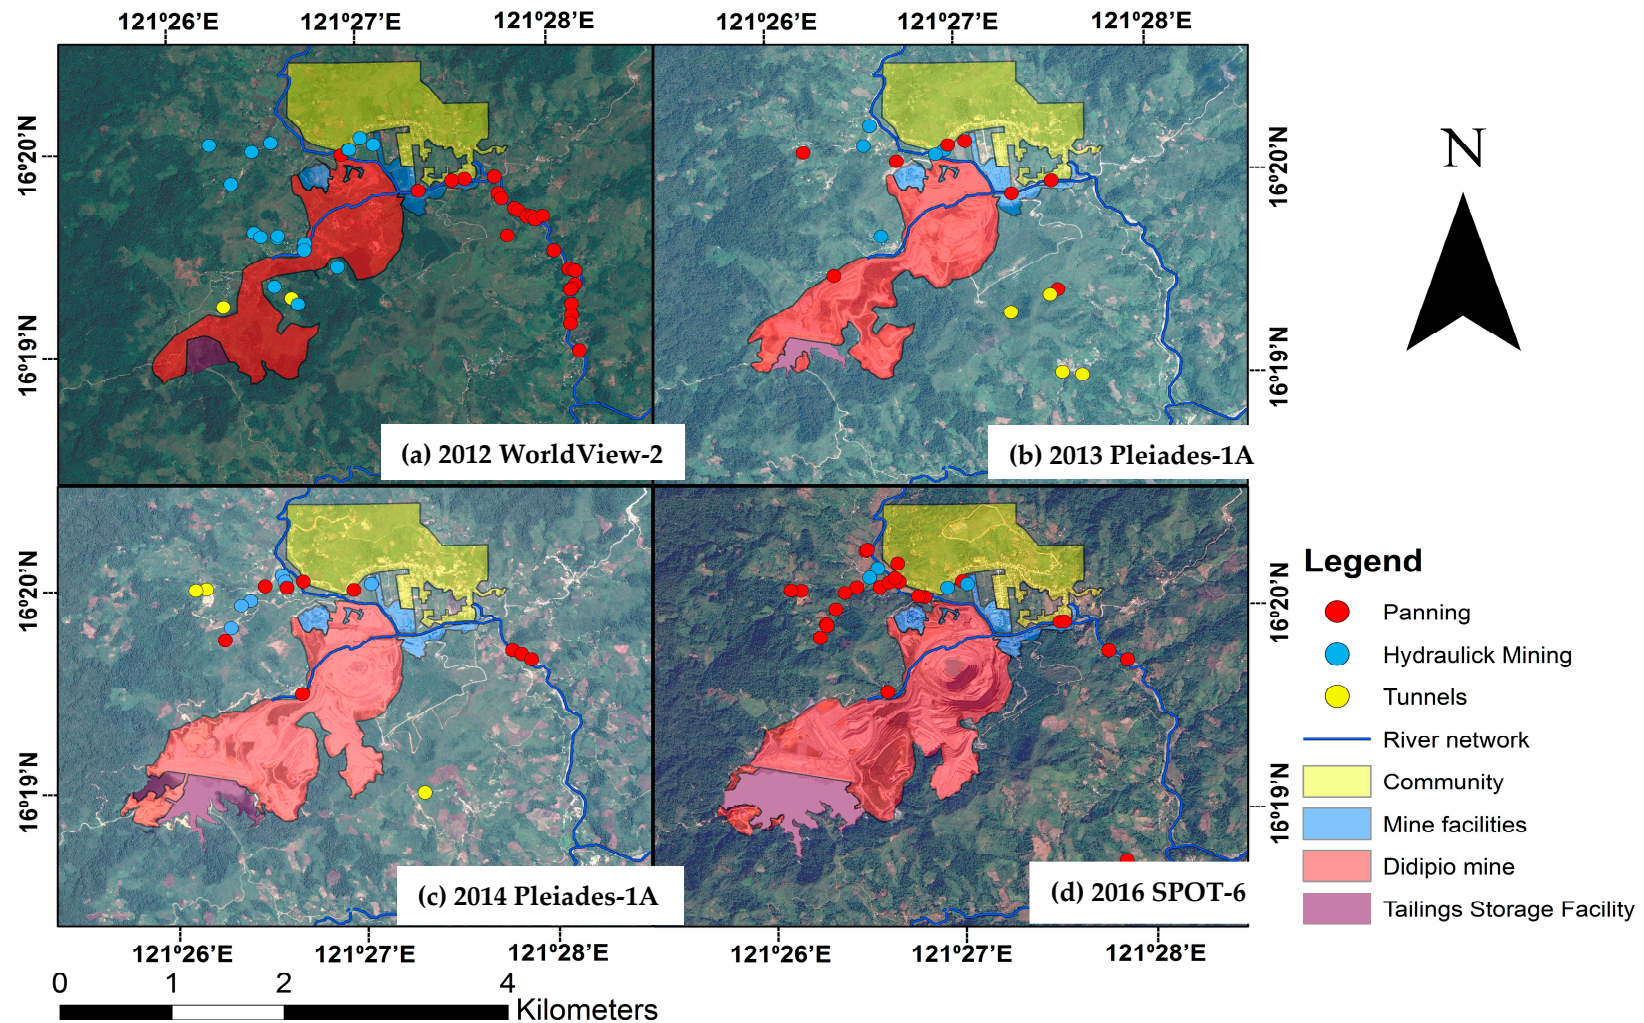 121°26'E 121°27'E 121°28'E 121°26'E 121°27'E 121°28'E
N
16°20'N
16°19'N
16°20'N
16°19'N
(a) 2012 WorldView-2
(b) 2013 Pleiades-1A
16°20'N
16°19'N
16°20'N
16°19'N
(c) 2014 Pleiades-1A
(d) 2016 SPOT-6
121°26'E 121°27'E 121°28'E 121°26'E 121°27'E 121°28'E
0 1 2 4
Kilometers
Legend
Panning
Hydraulick Mining
Tunnels
River network
Community
Mine facilities
Didipio mine
Tailings Storage Facility